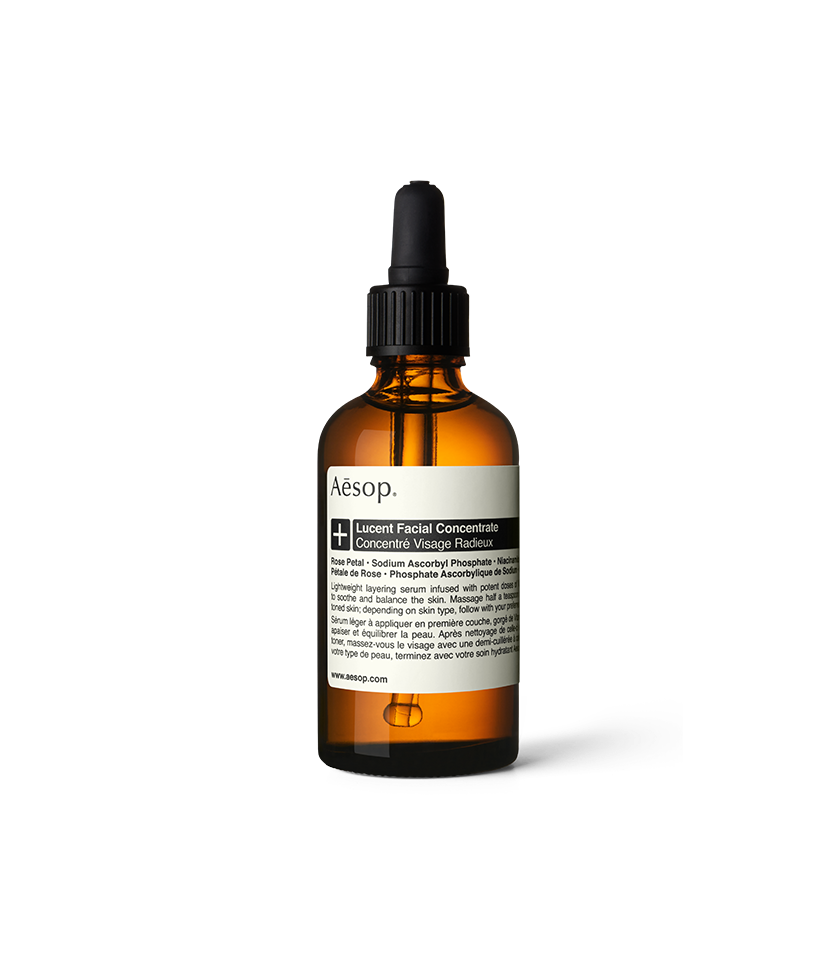 Aēsop®
+ Lucent Facial Concentrate
Concentré Visage Radieux
Rose Petal · Sodium Ascorbyl Phosphate ·
Pétale de Rose · Phosphate Ascorbylique de Sodium
Lightweight layering serum infused with potent doses
to soothe and balance the skin. Massage half a
toned skin; depending on skin type, follow with your
Sérum léger à appliquer en première couche, gorgé de
apaiser et équilibrer la peau. Après nettoyage de
toner, massez-vous le visage avec une demi-cuillérée à
votre type de peau, terminez avec votre soin hydratant
www.aesop.com